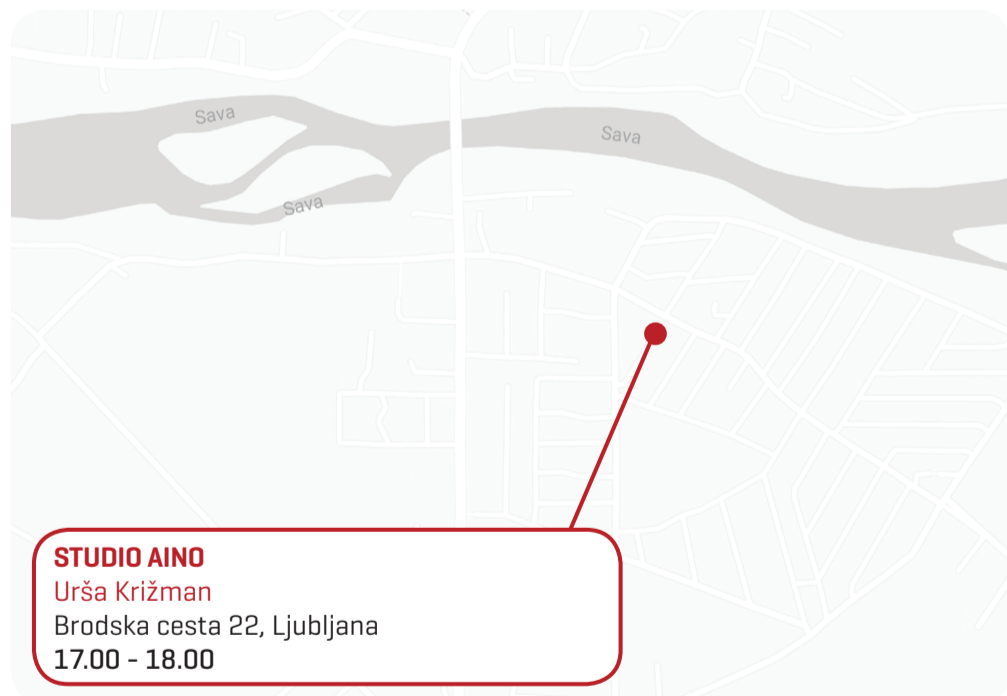 Sava
Sava
Sava
STUDIO AINO
Urša Križman
Brodska cesta 22, Ljubljana
17.00 - 18.00